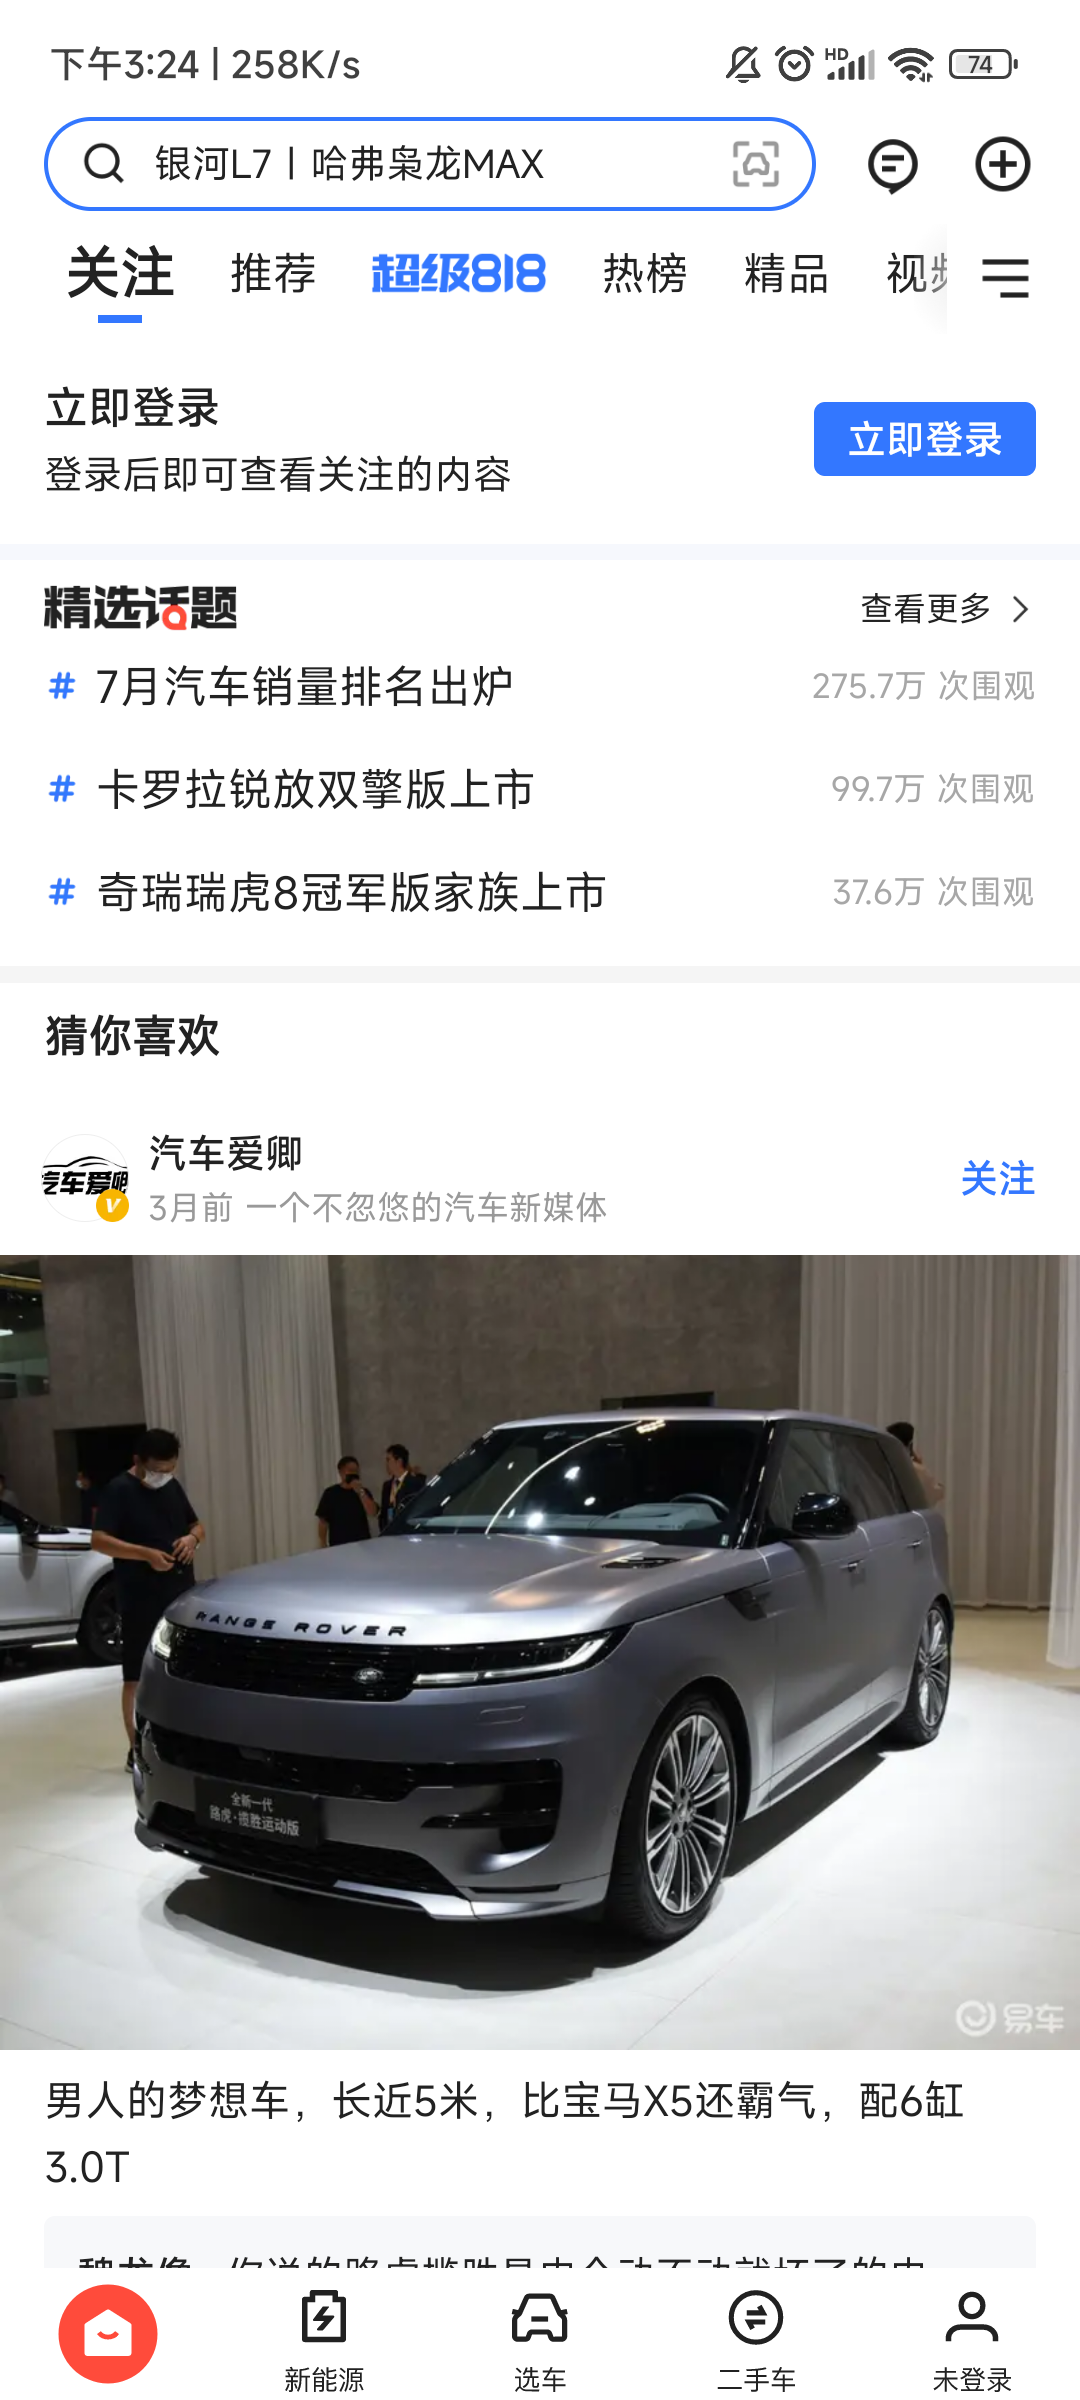 下午3:24 | 258K/s
HD
74
银河L7丨哈弗枭龙MAX
关注 推荐 超级818 热榜 精品 视频
立即登录
登录后即可查看关注的内容
立即登录
精选话题
查看更多
# 7月汽车销量排名出炉
275.7万 次围观
# 卡罗拉锐放双擎版上市
99.7万 次围观
# 奇瑞瑞虎8冠军版家族上市
37.6万 次围观
猜你喜欢
汽车爱卿
汽车爱卿
3月前 一个不忽悠的汽车新媒体
关注
RANGE ROVER
全新一代
路虎·揽胜运动版
易车
男人的梦想车，长近5米，比宝马X5还霸气，配6缸
3.0T
新能源 选车 二手车 未登录